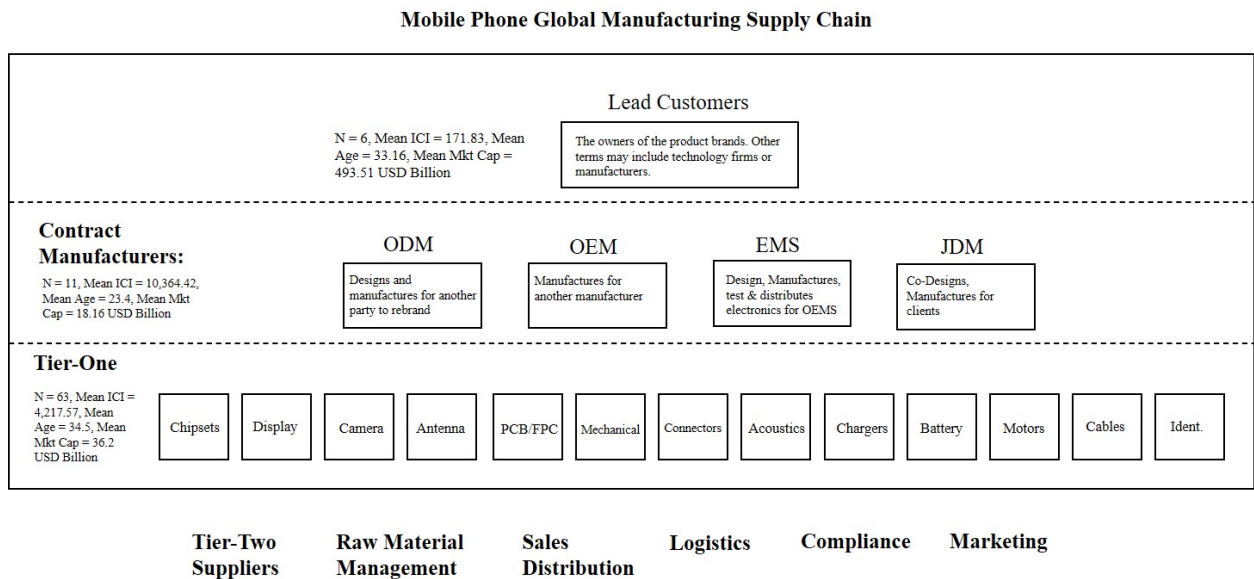 Mobile Phone Global Manufacturing Supply Chain
Lead Customers
N = 6, Mean ICI = 171.83, Mean
Age = 33.16, Mean Mkt Cap =
493.51 USD Billion
The owners of the product brands. Other
terms may include technology firms or
manufacturers.
Contract
Manufacturers:
N = 11, Mean ICI = 10,364.42,
Mean Age = 23.4, Mean Mkt
Cap = 18.16 USD Billion
ODM
Designs and
manufactures for another
party to rebrand
OEM
Manufactures for
another manufacturer
EMS
Design, Manufactures,
test & distributes
electronics for OEMS
JDM
Co-Designs,
Manufactures for
clients
Tier-One
N = 63, Mean ICI =
4,217.57, Mean
Age = 34.5, Mean
Mkt Cap = 36.2
USD Billion
Chipsets
Display
Camera
Antenna
PCB/FPC
Mechanical
Connectors
Acoustics
Chargers
Battery
Motors
Cables
Ident.
Tier-Two
Suppliers
Raw Material
Management
Sales
Distribution
Logistics
Compliance
Marketing